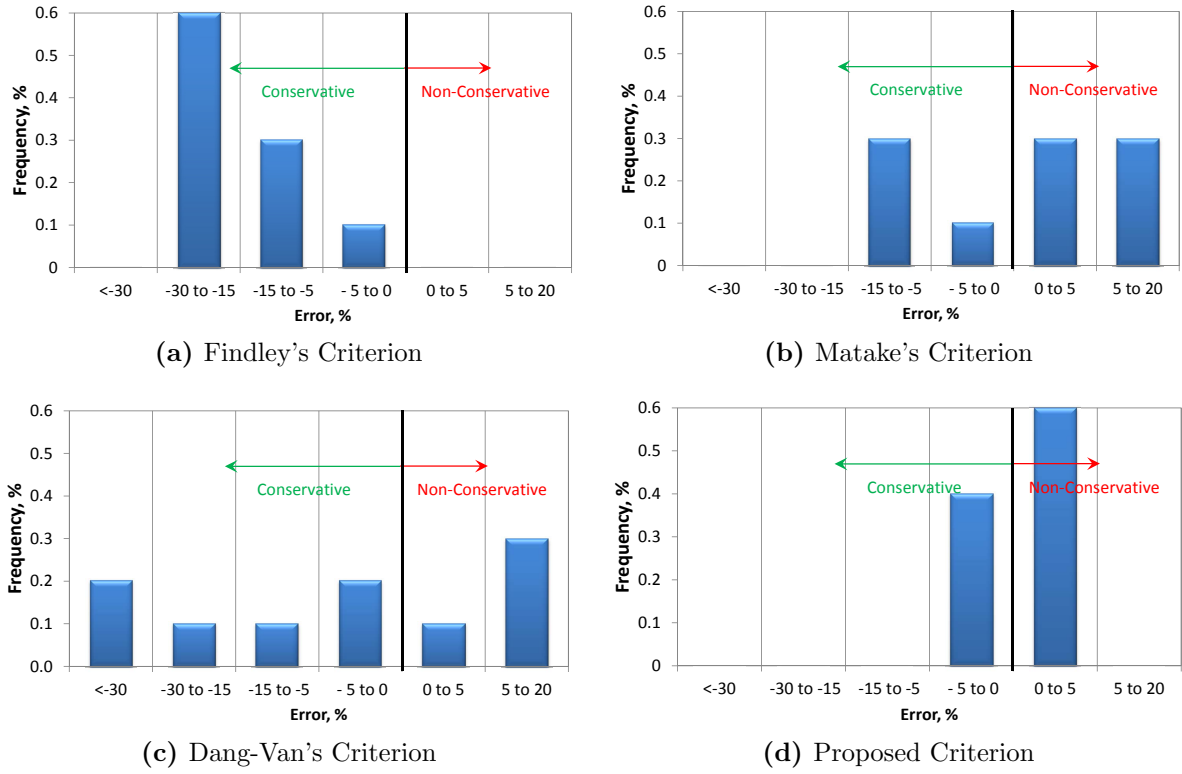 0.6
0.5
0.4
0.3
0.2
0.1
0
Frequency, %
Conservative
Non-Conservative
<-30
-30 to -15
-15 to -5
- 5 to 0
0 to 5
5 to 20
Error, %
(a) Findley's Criterion
0.6
0.5
0.4
0.3
0.2
0.1
0
Frequency, %
Conservative
Non-Conservative
<-30
-30 to -15
-15 to -5
- 5 to 0
0 to 5
5 to 20
Error, %
(b) Matake's Criterion
0.6
0.5
0.4
0.3
0.2
0.1
0.0
Frequency, %
Conservative
Non-Conservative
<-30
-30 to -15
-15 to -5
- 5 to 0
0 to 5
5 to 20
Error, %
(c) Dang-Van's Criterion
0.6
0.5
0.4
0.3
0.2
0.1
0
Frequency, %
Conservative
Non-Conservative
<-30
-30 to -15
-15 to -5
- 5 to 0
0 to 5
5 to 20
Error, %
(d) Proposed Criterion